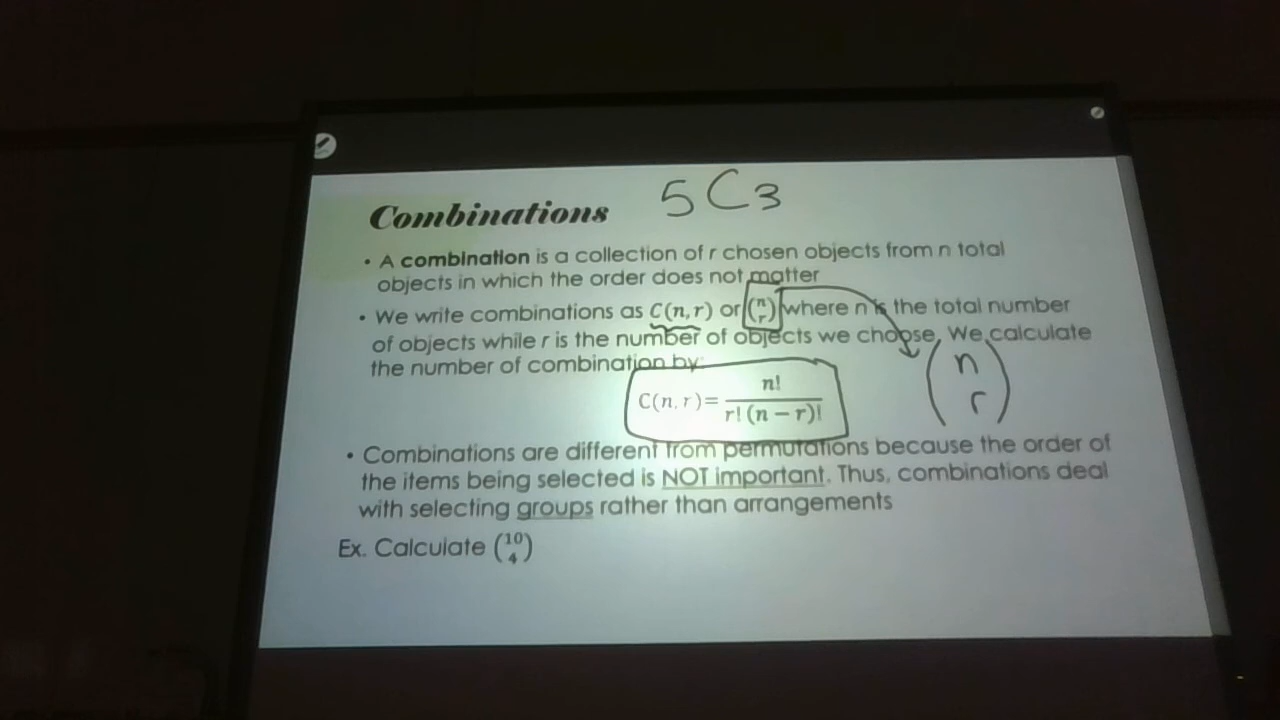 Combinations 5C3
• A combination is a collection of r chosen objects from n total
objects in which the order does not matter
• We write combinations as C(n,r) or (n r) where n is the total number
of objects while r is the number of objects we choose. We calculate
the number of combination by:
(n r)
C(n,r)= n! / r!(n − r)!
• Combinations are different from permutations because the order of
the items being selected is NOT important. Thus, combinations deal
with selecting groups rather than arrangements
Ex. Calculate (10 4)